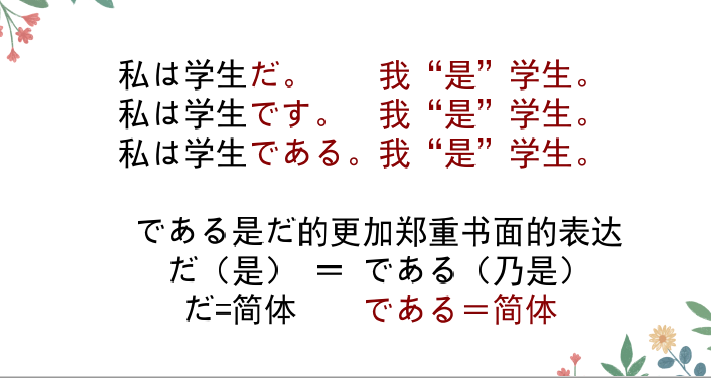 私は学生だ。 我“是”学生。
私は学生です。 我“是”学生。
私は学生である。我“是”学生。
である是だ的更加郑重书面的表达
だ（是） ＝ である（乃是）
だ=简体 である＝简体